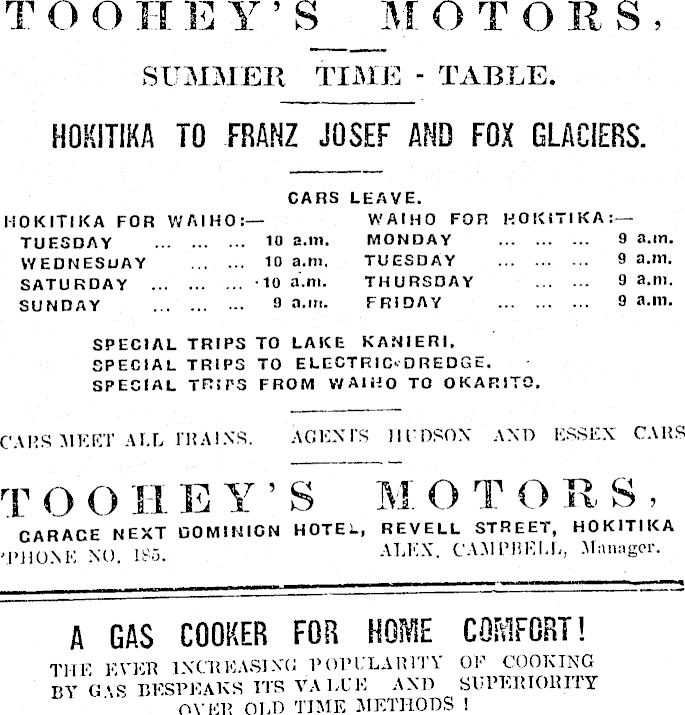 TOOHEY'S MOTORS,
SUMMER TIME - TABLE.
HOKITIKA TO FRANZ JOSEF AND FOX GLACIERS.
CARS LEAVE.
HOKITIKA FOR WAIHO:— WAIHO FOR HOKITIKA:—
TUESDAY ... ... ... 10 a.m. MONDAY ... ... ... 9 a.m.
WEDNESDAY ... ... 10 a.m. TUESDAY ... ... ... 9 a.m.
SATURDAY ... ... ... 10 a.m. THURSDAY ... ... 9 a.m.
SUNDAY ... ... ... 9 a.m. FRIDAY ... ... ... 9 a.m.
SPECIAL TRIPS TO LAKE KANIERI.
SPECIAL TRIPS TO ELECTRIC DREDGE.
SPECIAL TRIPS FROM WAIHO TO OKARITO.
CARS MEET ALL TRAINS. AGENTS HUDSON AND ESSEX CARS
TOOHEY'S MOTORS,
GARAGE NEXT DOMINION HOTEL, REVELL STREET, HOKITIKA
'PHONE NO. 185. ALEX. CAMPBELL, Manager.
A GAS COOKER FOR HOME COMFORT!
THE EVER INCREASING POPULARITY OF COOKING
BY GAS BESPEAKS ITS VALUE AND SUPERIORITY
OVER OLD TIME METHODS!